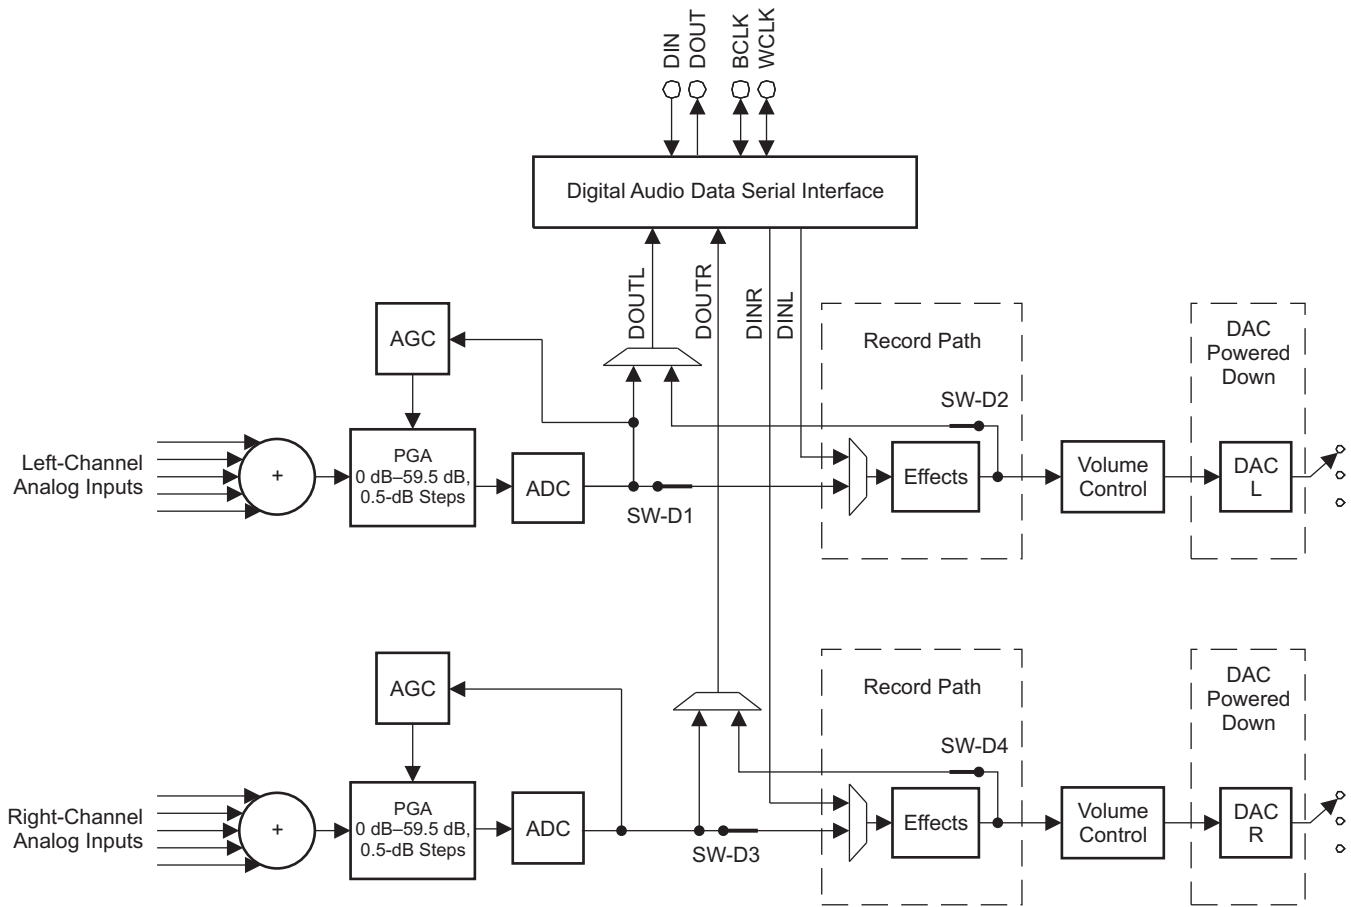 DIN
DOUT
BCLK
WCLK
Digital Audio Data Serial Interface
DOUTL
DOUTR
DINR
DINL
AGC
Record Path
DAC
Powered
Down
SW-D2
Left-Channel
Analog Inputs
+
PGA
0 dB–59.5 dB,
0.5-dB Steps
ADC
SW-D1
Effects
Volume
Control
DAC
L
AGC
Record Path
DAC
Powered
Down
SW-D4
Right-Channel
Analog Inputs
+
PGA
0 dB–59.5 dB,
0.5-dB Steps
ADC
SW-D3
Effects
Volume
Control
DAC
R